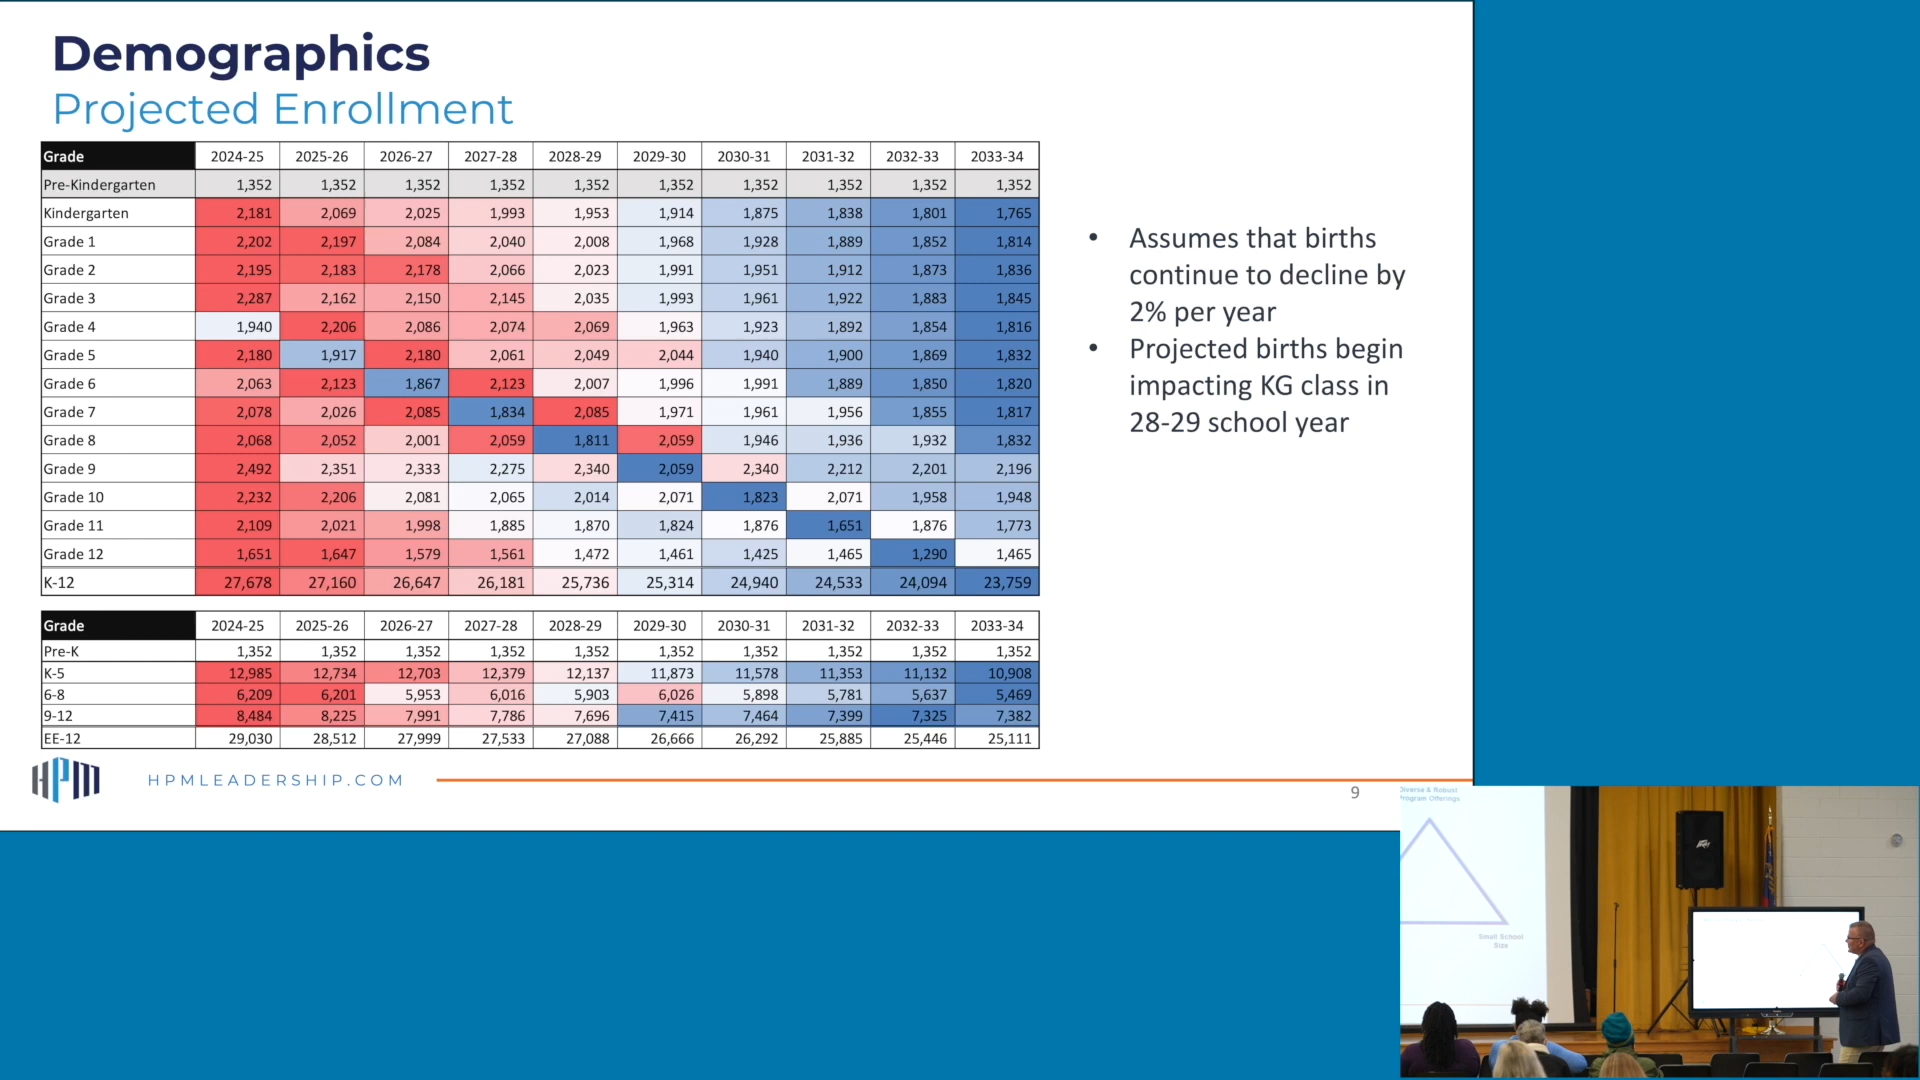 Demographics
Projected Enrollment
Grade 2024-25 2025-26 2026-27 2027-28 2028-29 2029-30 2030-31 2031-32 2032-33 2033-34
Pre-Kindergarten 1,352 1,352 1,352 1,352 1,352 1,352 1,352 1,352 1,352 1,352
Kindergarten 2,181 2,069 2,025 1,993 1,953 1,914 1,875 1,838 1,801 1,765
Grade 1 2,202 2,197 2,084 2,040 2,008 1,968 1,928 1,889 1,852 1,814
Grade 2 2,195 2,183 2,178 2,066 2,023 1,991 1,951 1,912 1,873 1,836
Grade 3 2,287 2,162 2,150 2,145 2,035 1,993 1,961 1,922 1,883 1,845
Grade 4 1,940 2,206 2,086 2,074 2,069 1,963 1,923 1,892 1,854 1,816
Grade 5 2,180 1,917 2,180 2,061 2,049 2,044 1,940 1,900 1,869 1,832
Grade 6 2,063 2,123 1,867 2,123 2,007 1,996 1,991 1,889 1,850 1,820
Grade 7 2,078 2,026 2,085 1,834 2,085 1,971 1,961 1,956 1,855 1,817
Grade 8 2,068 2,052 2,001 2,059 1,811 2,059 1,946 1,936 1,932 1,832
Grade 9 2,492 2,351 2,333 2,275 2,340 2,059 2,340 2,212 2,201 2,196
Grade 10 2,232 2,206 2,081 2,065 2,014 2,071 1,823 2,071 1,958 1,948
Grade 11 2,109 2,021 1,998 1,885 1,870 1,824 1,876 1,651 1,876 1,773
Grade 12 1,651 1,647 1,579 1,561 1,472 1,461 1,425 1,465 1,290 1,465
K-12 27,678 27,160 26,647 26,181 25,736 25,314 24,940 24,533 24,094 23,759
Grade 2024-25 2025-26 2026-27 2027-28 2028-29 2029-30 2030-31 2031-32 2032-33 2033-34
Pre-K 1,352 1,352 1,352 1,352 1,352 1,352 1,352 1,352 1,352 1,352
K-5 12,985 12,734 12,703 12,379 12,137 11,873 11,578 11,353 11,132 10,908
6-8 6,209 6,201 5,953 6,016 5,903 6,026 5,898 5,781 5,637 5,469
9-12 8,484 8,225 7,991 7,786 7,696 7,415 7,464 7,399 7,325 7,382
EE-12 29,030 28,512 27,999 27,533 27,088 26,666 26,292 25,885 25,446 25,111
• Assumes that births
continue to decline by
2% per year
• Projected births begin
impacting KG class in
28-29 school year
HPM
HPMLEADERSHIP.COM
9
Diverse & Robust
Program Offerings
Small School
Size